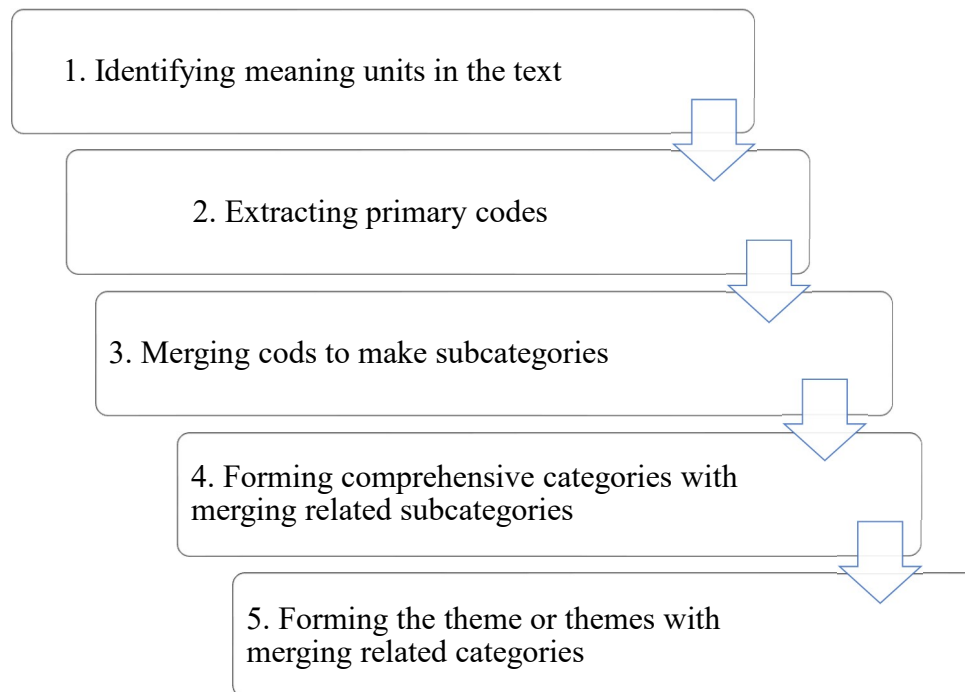 1. Identifying meaning units in the text
2. Extracting primary codes
3. Merging cods to make subcategories
4. Forming comprehensive categories with
merging related subcategories
5. Forming the theme or themes with
merging related categories